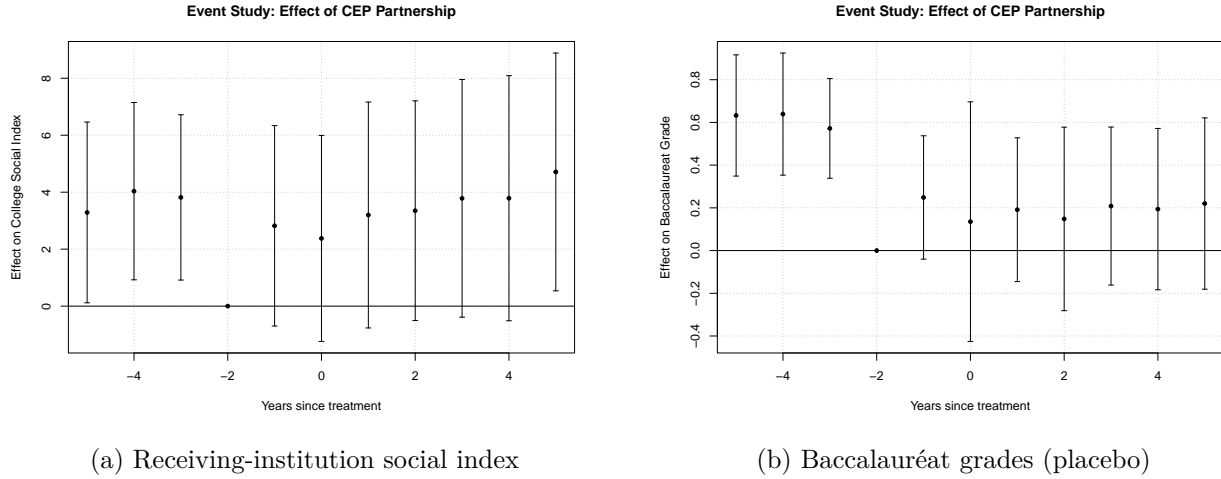 Event Study: Effect of CEP Partnership
Effect on College Social Index
8
6
4
2
0
−4
−2
0
2
4
Years since treatment
(a) Receiving-institution social index
Event Study: Effect of CEP Partnership
Effect on Baccalaureat Grade
0.8
0.6
0.4
0.2
0.0
−0.2
−0.4
−4
−2
0
2
4
Years since treatment
(b) Baccalauréat grades (placebo)